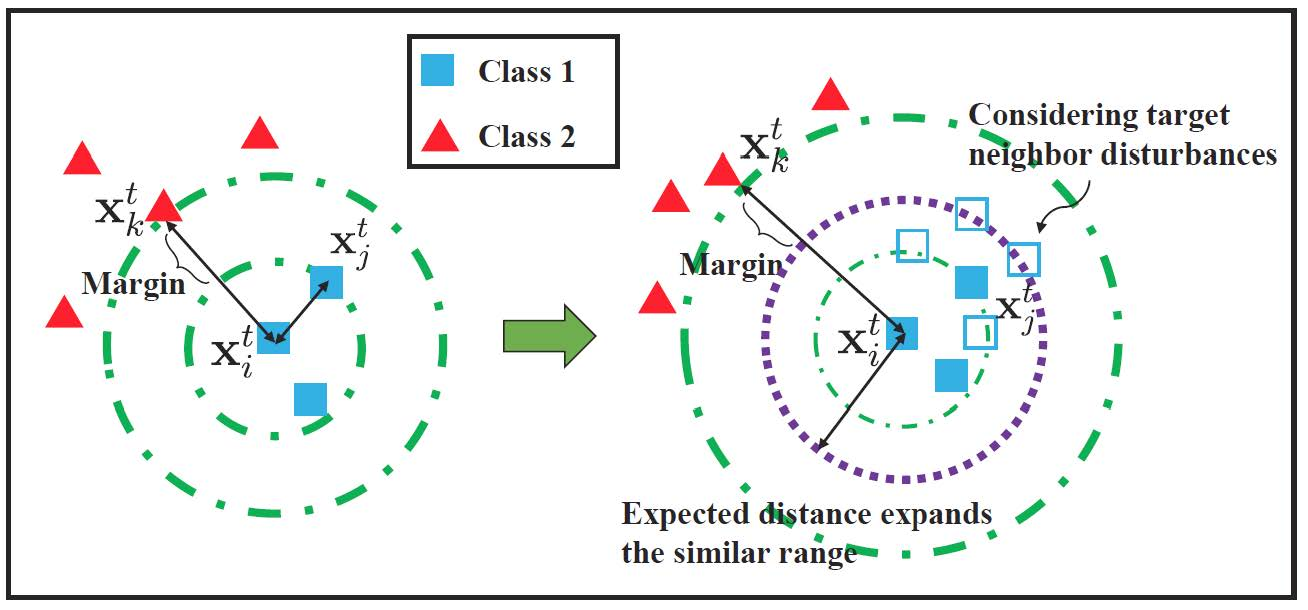 Class 1
Class 2
x_k^t
x_j^t
Margin
x_i^t
x_k^t
Considering target
neighbor disturbances
Margin
x_j^t
x_i^t
Expected distance expands
the similar range